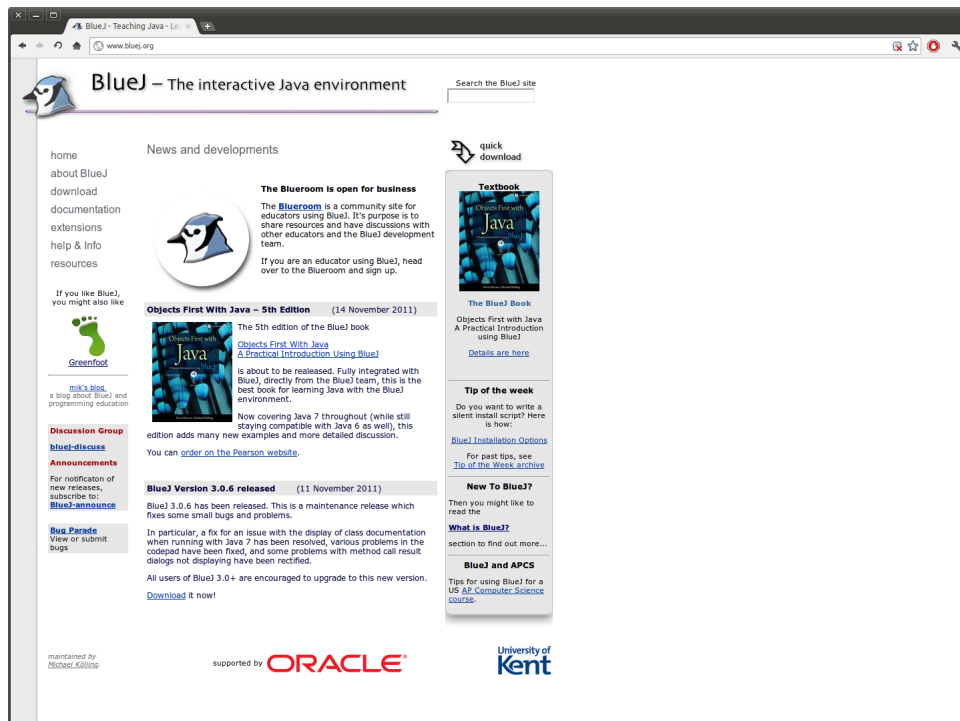 BlueJ - Teaching Java - Le
www.bluej.org
BlueJ – The interactive Java environment
Search the BlueJ site
home
about BlueJ
download
documentation
extensions
help & Info
resources
If you like BlueJ,
you might also like
Greenfoot
mik's blog
a blog about BlueJ and
programming education
Discussion Group
bluej-discuss
Announcements
For notificaton of
new releases,
subscribe to:
BlueJ-announce
Bug Parade
View or submit
bugs
News and developments
The Blueroom is open for business
The Blueroom is a community site for
educators using BlueJ. It's purpose is to
share resources and have discussions with
other educators and the BlueJ development
team.
If you are an educator using BlueJ, head
over to the Blueroom and sign up.
Objects First With Java – 5th Edition (14 November 2011)
Objects First with
Java
BlueJ
The 5th edition of the BlueJ book
Objects First With Java
A Practical Introduction Using BlueJ
is about to be realeased. Fully integrated with
BlueJ, directly from the BlueJ team, this is the
best book for learning Java with the BlueJ
environment.
Now covering Java 7 throughout (while still
staying compatible with Java 6 as well), this
edition adds many new examples and more detailed discussion.
You can order on the Pearson website.
BlueJ Version 3.0.6 released (11 November 2011)
BlueJ 3.0.6 has been released. This is a maintenance release which
fixes some small bugs and problems.
In particular, a fix for an issue with the display of class documentation
when running with Java 7 has been resolved, various problems in the
codepad have been fixed, and some problems with method call result
dialogs not displaying have been rectified.
All users of BlueJ 3.0+ are encouraged to upgrade to this new version.
Download it now!
quick
download
Textbook
Objects First with
Java
BlueJ
The BlueJ Book
Objects First with Java
A Practical Introduction
using BlueJ
Details are here
Tip of the week
Do you want to write a
silent install script? Here
is how:
BlueJ Installation Options
For past tips, see
Tip of the Week archive
New To BlueJ?
Then you might like to
read the
What is BlueJ?
section to find out more...
BlueJ and APCS
Tips for using BlueJ for a
US AP Computer Science
course.
maintained by
Michael Kölling.
supported by ORACLE®
University of
Kent